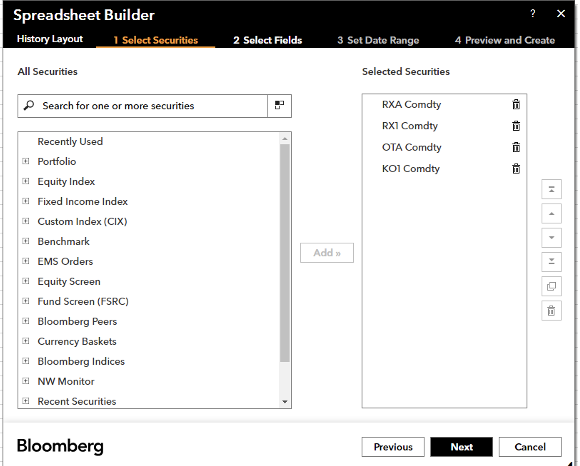 Spreadsheet Builder
? ×
History Layout 1 Select Securities 2 Select Fields 3 Set Date Range 4 Preview and Create
All Securities
Search for one or more securities
Recently Used
Portfolio
Equity Index
Fixed Income Index
Custom Index (CIX)
Benchmark
EMS Orders
Equity Screen
Fund Screen (FSRC)
Bloomberg Peers
Currency Baskets
Bloomberg Indices
NW Monitor
Recent Securities
Add »
Selected Securities
RXA Comdty
RX1 Comdty
OTA Comdty
KO1 Comdty
Bloomberg
Previous Next Cancel